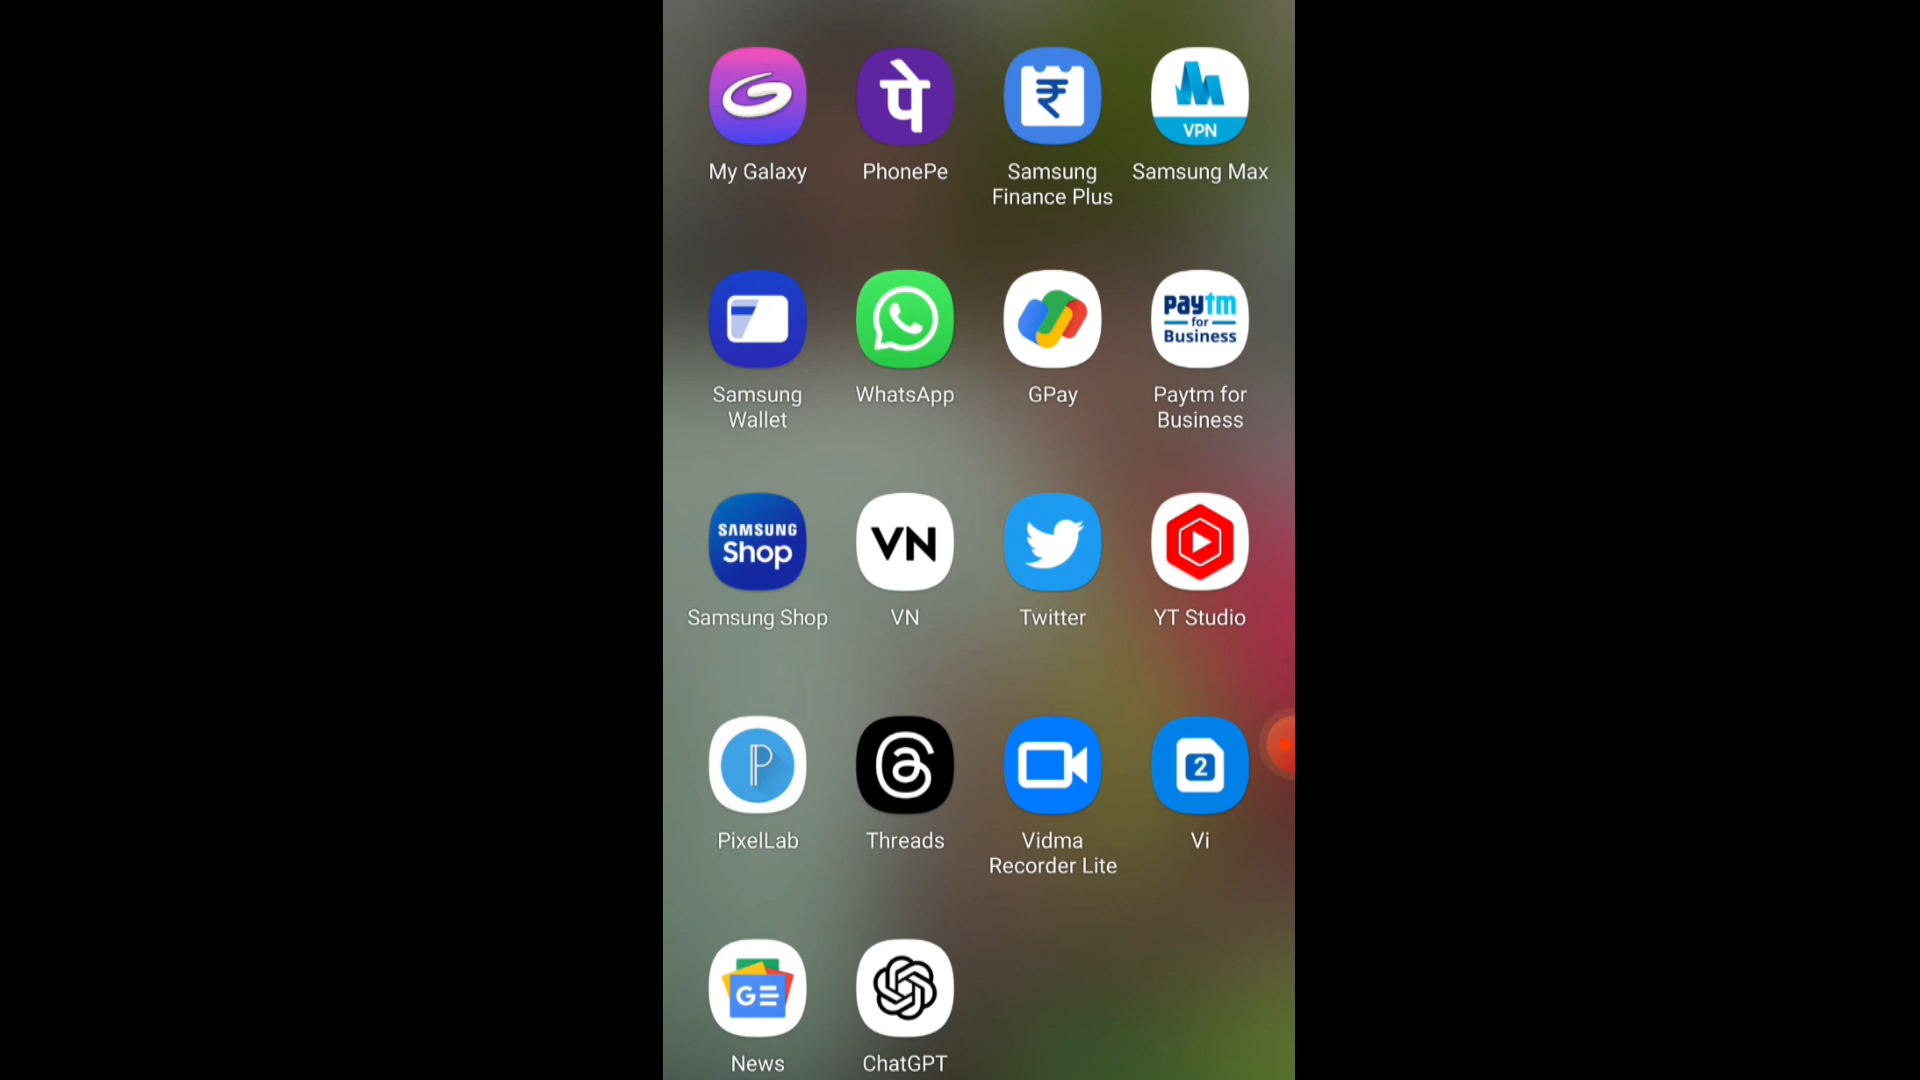 पे
VPN
My Galaxy
PhonePe
Samsung
Finance Plus
Samsung Max
paytm
for
Business
Samsung
Wallet
WhatsApp
GPay
Paytm for
Business
SAMSUNG
Shop
VN
Samsung Shop
VN
Twitter
YT Studio
P
2
PixelLab
Threads
Vidma
Recorder Lite
Vi
G
News
ChatGPT